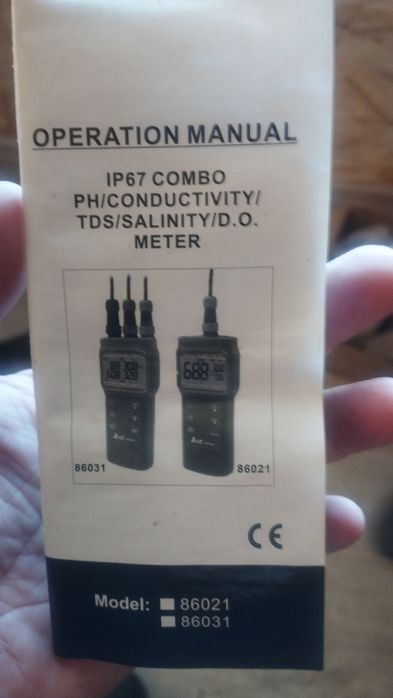 OPERATION MANUAL
IP67 COMBO
PH/CONDUCTIVITY/
TDS/SALINITY/D.O.
METER
86031
86021
CE
Model: 86021
86031